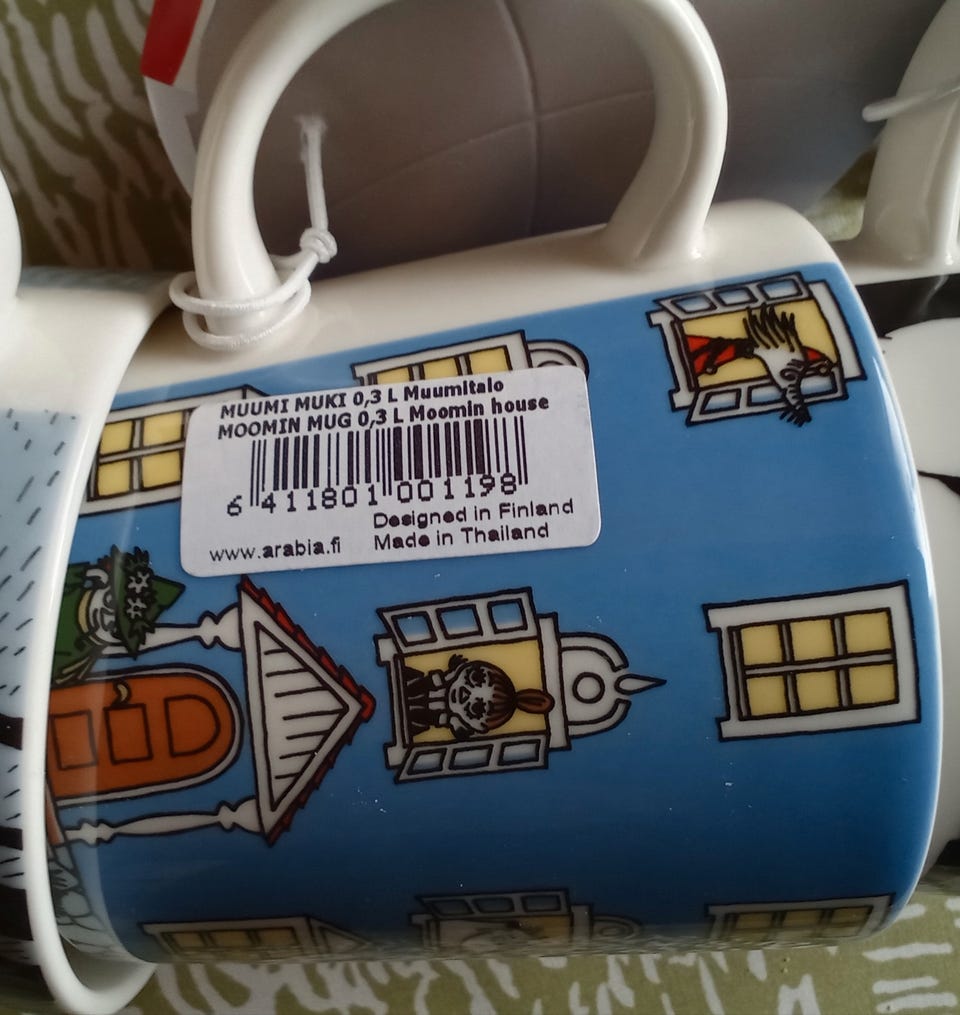 MUUMI MUKI 0,3 L Muumitalo
MOOMIN MUG 0,3 L Moomin house
6 411801 001198
Designed in Finland
www.arabia.fi Made in Thailand